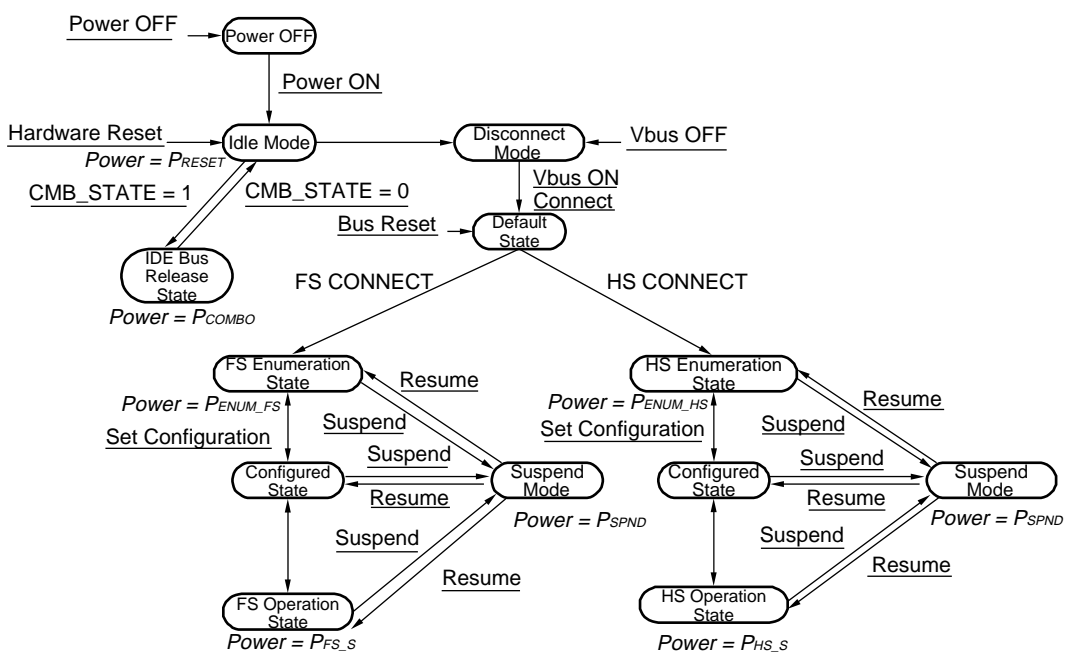 Power OFF
Power OFF
Power ON
Hardware Reset
Idle Mode
Disconnect
Mode
Vbus OFF
Power = PRESET
CMB_STATE = 1
CMB_STATE = 0
Vbus ON
Connect
Bus Reset
Default
State
IDE Bus
Release
State
Power = PCOMBO
FS CONNECT
HS CONNECT
FS Enumeration
State
Resume
Power = PENUM_FS
Set Configuration
Suspend
Suspend
Configured
State
Resume
Suspend
Mode
Power = PSPND
Suspend
Resume
FS Operation
State
Power = PFS_S
HS Enumeration
State
Resume
Power = PENUM_HS
Set Configuration
Suspend
Suspend
Configured
State
Resume
Suspend
Mode
Power = PSPND
Suspend
Resume
HS Operation
State
Power = PHS_S